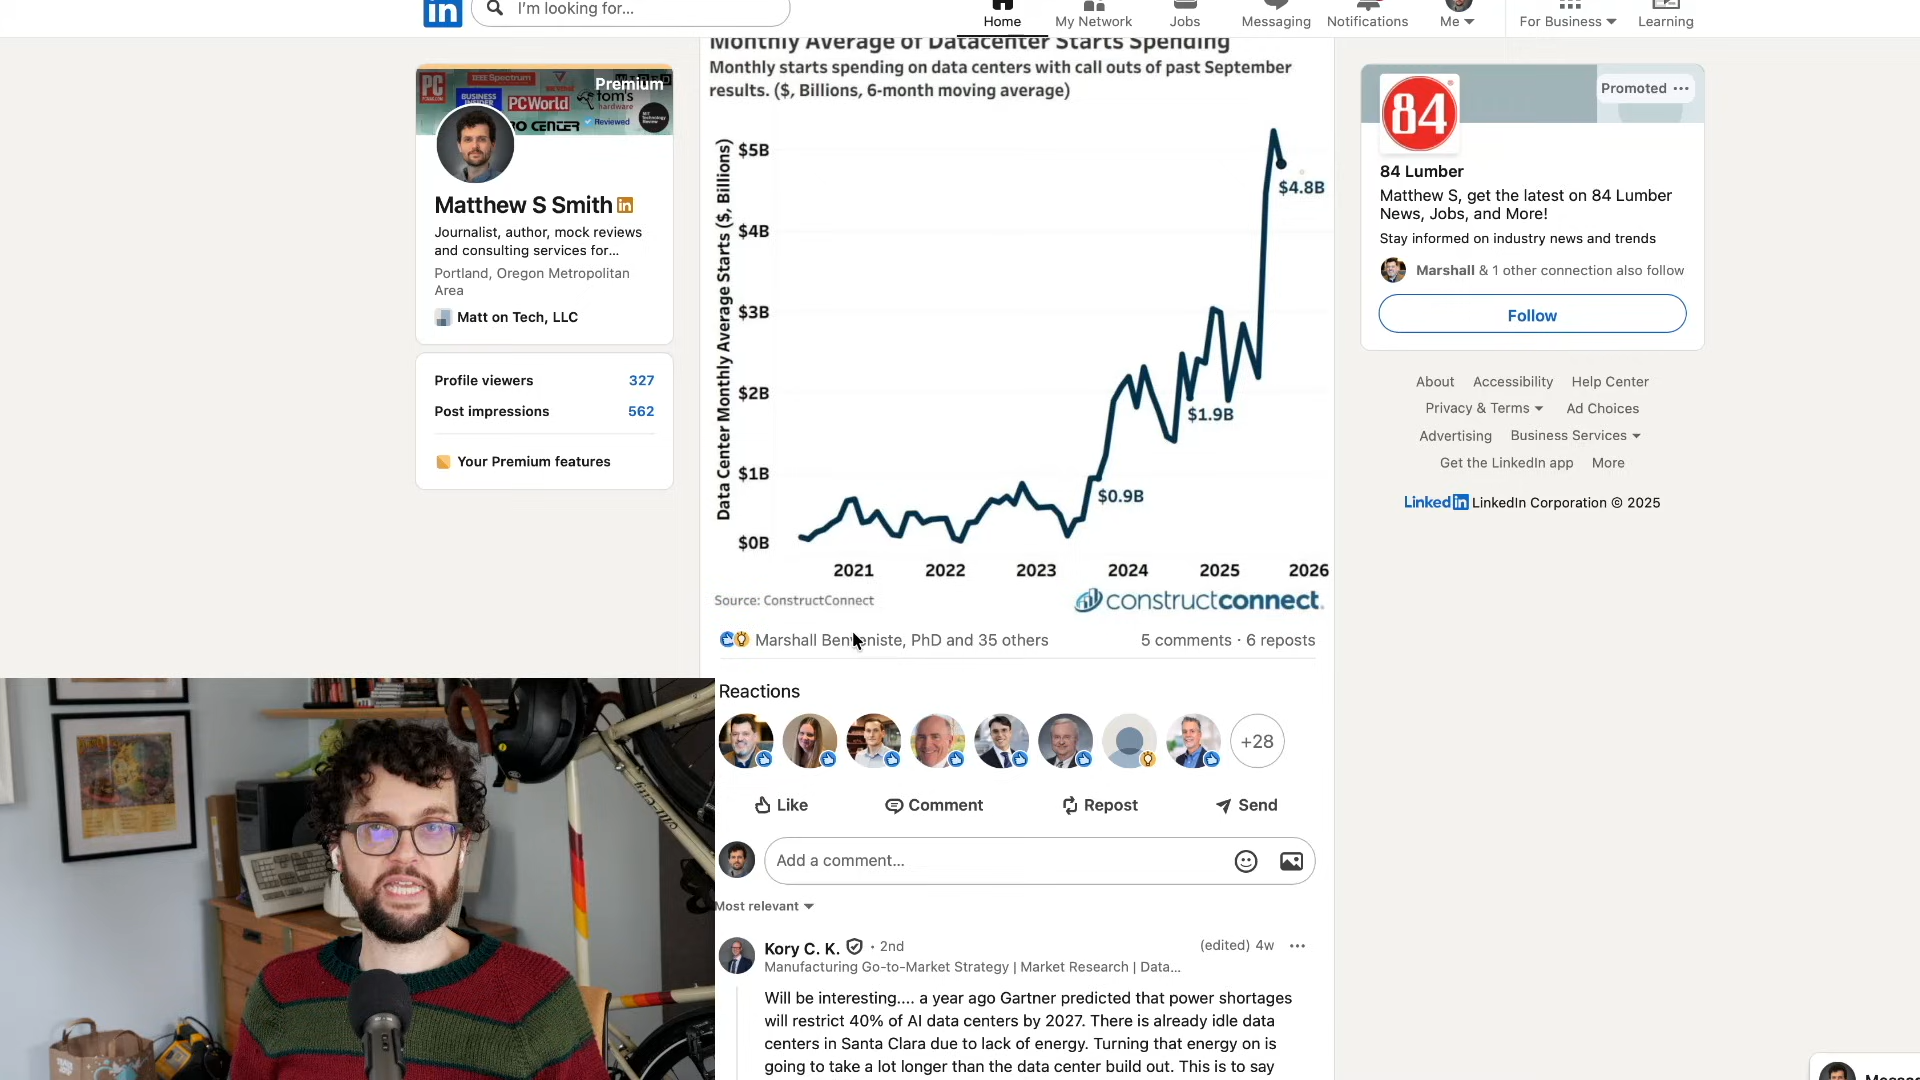 I'm looking for...
Home
My Network
Jobs
Messaging
Notifications
Me
For Business
Learning
PC
IEEE Spectrum
BUSINESS INSIDER
PCWorld
tom's
hardware
RO CENTER
Reviewed
Premium
Matthew S Smith
Journalist, author, mock reviews
and consulting services for...
Portland, Oregon Metropolitan
Area
Matt on Tech, LLC
Profile viewers 327
Post impressions 562
Your Premium features
Monthly Average of Datacenter Starts Spending
Monthly starts spending on data centers with call outs of past September
results. ($, Billions, 6-month moving average)
Data Center Monthly Average Starts ($, Billions)
$5B
$4B
$3B
$2B
$1B
$0B
$4.8B
$1.9B
$0.9B
2021 2022 2023 2024 2025 2026
Source: ConstructConnect
constructconnect.
Marshall Benveniste, PhD and 35 others
5 comments · 6 reposts
Reactions
+28
Like
Comment
Repost
Send
Add a comment...
Most relevant
Kory C. K. · 2nd
(edited) 4w
Manufacturing Go-to-Market Strategy | Market Research | Data...
Will be interesting.... a year ago Gartner predicted that power shortages
will restrict 40% of AI data centers by 2027. There is already idle data
centers in Santa Clara due to lack of energy. Turning that energy on is
going to take a lot longer than the data center build out. This is to say
Promoted
84
84 Lumber
Matthew S, get the latest on 84 Lumber
News, Jobs, and More!
Stay informed on industry news and trends
Marshall & 1 other connection also follow
Follow
About Accessibility Help Center
Privacy & Terms Ad Choices
Advertising Business Services
Get the LinkedIn app More
LinkedIn LinkedIn Corporation © 2025